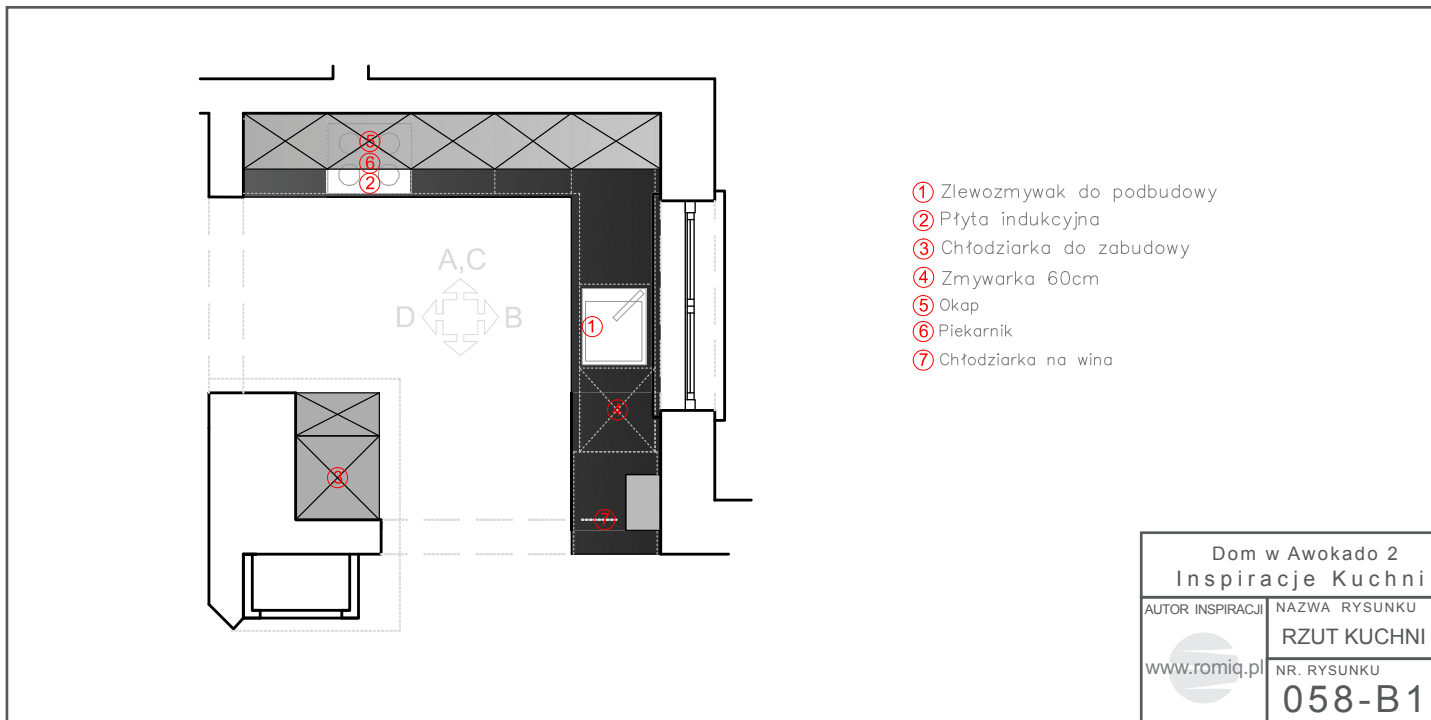 5
6
2
A,C
D
B
1
4
3
7
1 Zlewozmywak do podbudowy
2 Płyta indukcyjna
3 Chłodziarka do zabudowy
4 Zmywarka 60cm
5 Okap
6 Piekarnik
7 Chłodziarka na wina
Dom w Awokado 2
Inspiracje Kuchni
AUTOR INSPIRACJI
www.romiq.pl
NAZWA RYSUNKU
RZUT KUCHNI
NR. RYSUNKU
058-B1